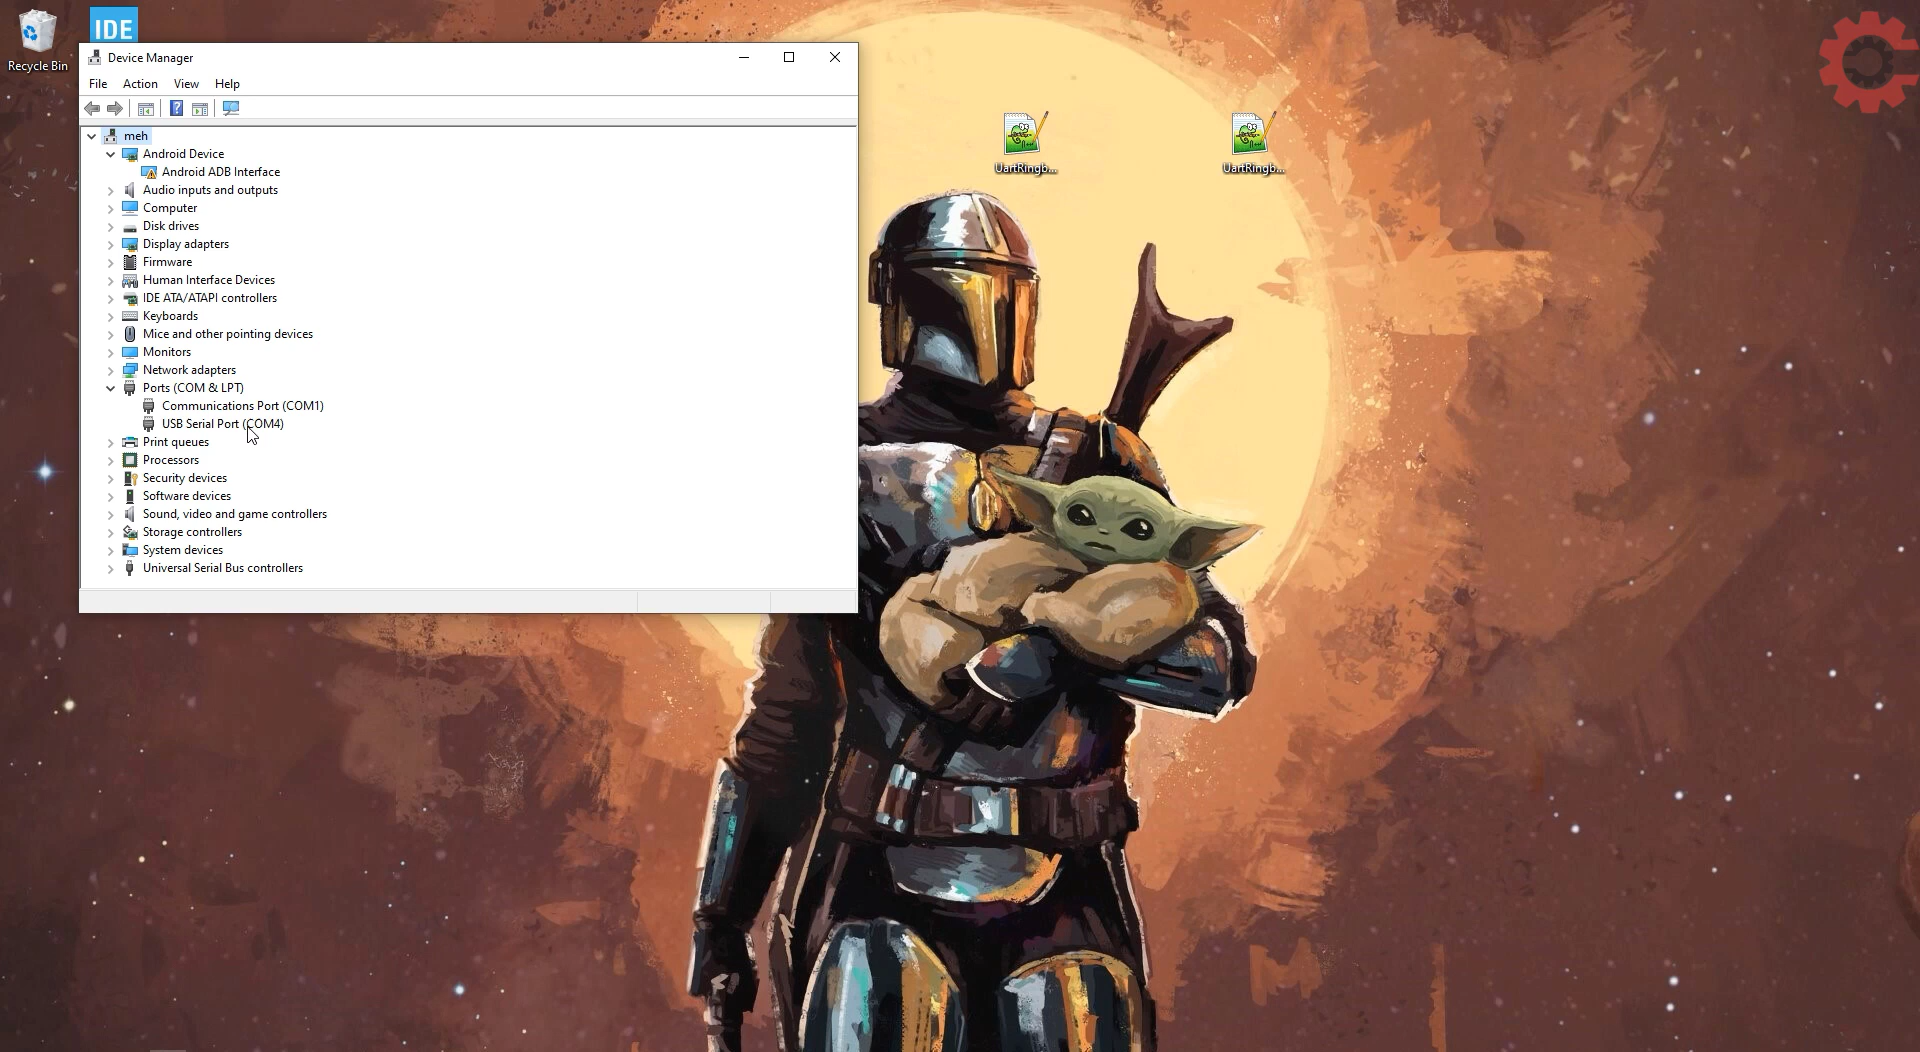 IDE
Recycle Bin
Device Manager
File Action View Help
meh
Android Device
Android ADB Interface
Audio inputs and outputs
Computer
Disk drives
Display adapters
Firmware
Human Interface Devices
IDE ATA/ATAPI controllers
Keyboards
Mice and other pointing devices
Monitors
Network adapters
Ports (COM & LPT)
Communications Port (COM1)
USB Serial Port (COM4)
Print queues
Processors
Security devices
Software devices
Sound, video and game controllers
Storage controllers
System devices
Universal Serial Bus controllers
UartRingb...
UartRingb...